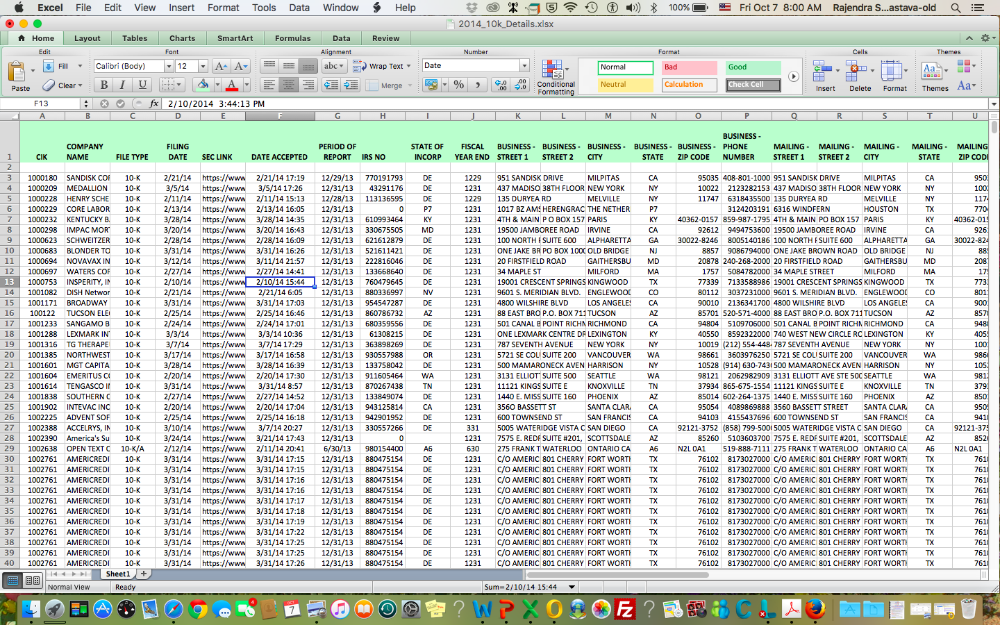 Excel File Edit View Insert Format Tools Data Window Help 100% Fri Oct 7 8:00 AM Rajendra S...astava-old
2014_10k_Details.xlsx
Home Layout Tables Charts SmartArt Formulas Data Review
Edit Font Alignment Number Format Cells Themes
Fill Calibri (Body) 12 abc Wrap Text Date Normal Bad Good
Paste Clear B I U A Merge % Conditional Formatting Neutral Calculation Check Cell Insert Delete Format Themes Aa
F13 fx 2/10/2014 3:44:13 PM
A B C D E F G H I J K L M N O P Q R S T U
1 CIK COMPANY NAME FILE TYPE FILING DATE SEC LINK DATE ACCEPTED PERIOD OF REPORT IRS NO STATE OF INCORP FISCAL YEAR END BUSINESS - STREET 1 BUSINESS - STREET 2 BUSINESS - CITY BUSINESS - STATE BUSINESS - ZIP CODE BUSINESS - PHONE NUMBER MAILING - STREET 1 MAILING - STREET 2 MAILING - CITY MAILING - STATE MAILING ZIP COD
2
3 1000180 SANDISK COF 10-K 2/21/14 https://www 2/21/14 17:19 12/29/13 770191793 DE 1229 951 SANDISK DRIVE MILPITAS CA 95035 408-801-1000 951 SANDISK DRIVE MILPITAS CA 9503
4 1000209 MEDALLION 10-K 3/5/14 https://www 3/5/14 17:26 12/31/13 43291176 DE 1231 437 MADISO 38TH FLOOR NEW YORK NY 10022 2123282153 437 MADISO 38TH FLOOR NEW YORK NY 1002
5 1000228 HENRY SCHE 10-K 2/11/14 https://www 2/11/14 15:13 12/28/13 113136595 DE 1229 135 DURYEA RD MELVILLE NY 11747 6318435500 135 DURYEA RD MELVILLE NY 1174
6 1000229 CORE LABOR 10-K 2/13/14 https://www 2/13/14 16:05 12/31/13 0 P7 1231 1017 BZ AMS HERENGRAC THE NETHER P7 3124203191 6316 WINDFERN HOUSTON TX 7704
7 1000232 KENTUCKY B 10-K 3/28/14 https://www 3/28/14 14:35 12/31/13 610993464 KY 1231 4TH & MAIN P O BOX 157 PARIS KY 40362-0157 859-987-1795 4TH & MAIN PO BOX 157 PARIS KY 40362-015
8 1000298 IMPAC MOR 10-K 3/20/14 https://www 3/20/14 16:43 12/31/13 330675505 MD 1231 19500 JAMBOREE ROAD IRVINE CA 92612 9494753600 19500 JAMBOREE ROAD IRVINE CA 9261
9 1000623 SCHWEITZER 10-K 2/28/14 https://www 2/28/14 16:09 12/31/13 621612879 DE 1231 100 NORTH F SUITE 600 ALPHARETTA GA 30022-8246 8005140186 100 NORTH F SUITE 600 ALPHARETTA GA 30022-824
10 1000683 BLONDER TO 10-K 3/31/14 https://www 3/31/14 16:26 12/31/13 521611421 DE 1231 ONE JAKE BR PO BOX 1000 OLD BRIDGE NJ 8857 9086794000 ONE JAKE BROWN ROAD OLD BRIDGE NJ 885
11 1000694 NOVAVAX IN 10-K 3/12/14 https://www 3/11/14 21:57 12/31/13 222816046 DE 1231 20 FIRSTFIELD ROAD GAITHERSBU MD 20878 240-268-2000 20 FIRSTFIELD ROAD GAITHERSBU MD 2087
12 1000697 WATERS COF 10-K 2/27/14 https://www 2/27/14 14:41 12/31/13 133668640 DE 1231 34 MAPLE ST MILFORD MA 1757 5084782000 34 MAPLE STREET MILFORD MA 175
13 1000753 INSPERITY, IN 10-K 2/10/14 https://www 2/10/14 15:44 12/31/13 760479645 DE 1231 19001 CRESCENT SPRINGS KINGWOOD TX 77339 7133588986 19001 CRESCENT SPRINGS KINGWOOD TX 7733
14 1001082 DISH Networ 10-K 2/21/14 https://www 2/21/14 6:05 12/31/13 880336997 NV 1231 9601 S. MERIDIAN BLVD. ENGLEWOOD CO 80112 3037231000 9601 S. MERIDIAN BLVD. ENGLEWOOD CO 8011
15 1001171 BROADWAY 10-K 3/31/14 https://www 3/31/14 17:03 12/31/13 954547287 DE 1231 4800 WILSHIRE BLVD LOS ANGELES CA 90010 2136341700 4800 WILSHIRE BLVD LOS ANGELES CA 9001
16 100122 TUCSON ELE 10-K 2/25/14 https://www 2/25/14 16:46 12/31/13 860786732 AZ 1231 88 EAST BRO P.O. BOX 711 TUCSON AZ 85701 520-571-4000 88 EAST BRO P.O. BOX 711 TUCSON AZ 8570
17 1001233 SANGAMO B 10-K 2/24/14 https://www 2/24/14 17:01 12/31/13 680359556 DE 1231 501 CANAL B POINT RICHM RICHMOND CA 94804 5109706000 501 CANAL B POINT RICHM RICHMOND CA 9480
18 1001288 LEXMARK IN 10-K 3/3/14 https://www 3/3/14 10:36 12/31/13 61308215 DE 1231 ONE LEXMARK CENTRE DR LEXINGTON KY 40550 8592322000 740 WEST NEW CIRCLE RO LEXINGTON KY 4055
19 1001316 TG THERAPE 10-K 3/7/14 https://www 3/7/14 17:29 12/31/13 363898269 DE 1231 787 SEVENTH AVENUE NEW YORK NY 10019 (212) 554-448 787 SEVENTH AVENUE NEW YORK NY 1001
20 1001385 NORTHWEST 10-K 3/17/14 https://www 3/17/14 16:58 12/31/13 930557988 OR 1231 5721 SE COLU SUITE 200 VANCOUVER WA 98661 3603976250 5721 SE COLU SUITE 200 VANCOUVER WA 9866
21 1001601 MGT CAPITA 10-K 3/28/14 https://www 3/28/14 16:39 12/31/13 133758042 DE 1231 500 MAMARONECK AVEN HARRISON NY 10528 (914) 630-743 500 MAMARONECK AVEN HARRISON NY 1052
22 1001604 EMERITUS CO 10-K 2/20/14 https://www 2/20/14 17:30 12/31/13 911605464 WA 1231 3131 ELLIOTT SUITE 500 SEATTLE WA 98121 2062982909 3131 ELLIOTT AVE STE 500 SEATTLE WA 9812
23 1001614 TENGASCO I 10-K 3/31/14 https://www 3/31/14 8:57 12/31/13 870267438 TN 1231 11121 KINGS SUITE E KNOXVILLE TN 37934 865-675-1554 11121 KINGS SUITE E KNOXVILLE TN 3793
24 1001838 SOUTHERN C 10-K 2/27/14 https://www 2/27/14 14:52 12/31/13 133849074 DE 1231 1440 E. MISS SUITE 160 PHOENIX AZ 85014 602-264-1375 1440 E. MISS SUITE 160 PHOENIX AZ 8501
25 1001902 INTEVAC INC 10-K 2/20/14 https://www 2/20/14 17:04 12/31/13 943125814 CA 1231 356O BASSETT ST SANTA CLARA CA 95054 4089869888 3560 BASSETT STREET SANTA CLARA CA 9505
26 1002225 ADVENT SOF 10-K 2/25/14 https://www 2/25/14 16:18 12/31/13 942901952 DE 1231 600 TOWNSEND ST SAN FRANCIS CA 94103 4155437696 600 TOWNSEND ST SAN FRANCIS CA 9410
27 1002388 ACCELRYS, IN 10-K 3/10/14 https://www 3/7/14 20:27 12/31/13 330557266 DE 331 5005 WATERIDGE VISTA C SAN DIEGO CA 92121-3752 (858) 799-500 5005 WATERIDGE VISTA C SAN DIEGO CA 92121-375
28 1002390 America's Su 10-K 3/24/14 https://www 3/21/14 17:43 12/31/13 0 1231 7575 E. REDF SUITE #201, SCOTTSDALE AZ 85260 5103603700 7575 E. REDF SUITE #201, SCOTTSDALE AZ 8526
29 1002638 OPEN TEXT C 10-K/A 2/12/14 https://www 2/11/14 20:41 6/30/13 980154400 A6 630 275 FRANK T WATERLOO ONTARIO CA A6 N2L 0A1 519-888-7111 275 FRANK T WATERLOO ONTARIO CA A6 N2L 0A1
30 1002761 AMERICREDI 10-K 3/31/14 https://www 3/31/14 17:15 12/31/13 880475154 DE 1231 C/O AMERIC 801 CHERRY FORT WORTH TX 76102 8173027000 C/O AMERIC 801 CHERRY FORT WORTH TX 7610
31 1002761 AMERICREDI 10-K 3/31/14 https://www 3/31/14 17:15 12/31/13 880475154 DE 1231 C/O AMERIC 801 CHERRY FORT WORTH TX 76102 8173027000 C/O AMERIC 801 CHERRY FORT WORTH TX 7610
32 1002761 AMERICREDI 10-K 3/31/14 https://www 3/31/14 17:16 12/31/13 880475154 DE 1231 C/O AMERIC 801 CHERRY FORT WORTH TX 76102 8173027000 C/O AMERIC 801 CHERRY FORT WORTH TX 7610
33 1002761 AMERICREDI 10-K 3/31/14 https://www 3/31/14 17:16 12/31/13 880475154 DE 1231 C/O AMERIC 801 CHERRY FORT WORTH TX 76102 8173027000 C/O AMERIC 801 CHERRY FORT WORTH TX 7610
34 1002761 AMERICREDI 10-K 3/31/14 https://www 3/31/14 17:17 12/31/13 880475154 DE 1231 C/O AMERIC 801 CHERRY FORT WORTH TX 76102 8173027000 C/O AMERIC 801 CHERRY FORT WORTH TX 7610
35 1002761 AMERICREDI 10-K 3/31/14 https://www 3/31/14 17:18 12/31/13 880475154 DE 1231 C/O AMERIC 801 CHERRY FORT WORTH TX 76102 8173027000 C/O AMERIC 801 CHERRY FORT WORTH TX 7610
36 1002761 AMERICREDI 10-K 3/31/14 https://www 3/31/14 17:19 12/31/13 880475154 DE 1231 C/O AMERIC 801 CHERRY FORT WORTH TX 76102 8173027000 C/O AMERIC 801 CHERRY FORT WORTH TX 7610
37 1002761 AMERICREDI 10-K 3/31/14 https://www 3/31/14 17:22 12/31/13 880475154 DE 1231 C/O AMERIC 801 CHERRY FORT WORTH TX 76102 8173027000 C/O AMERIC 801 CHERRY FORT WORTH TX 7610
38 1002761 AMERICREDI 10-K 3/31/14 https://www 3/31/14 17:25 12/31/13 880475154 DE 1231 C/O AMERIC 801 CHERRY FORT WORTH TX 76102 8173027000 C/O AMERIC 801 CHERRY FORT WORTH TX 7610
39 1002761 AMERICREDI 10-K 3/31/14 https://www 3/31/14 17:25 12/31/13 880475154 DE 1231 C/O AMERIC 801 CHERRY FORT WORTH TX 76102 8173027000 C/O AMERIC 801 CHERRY FORT WORTH TX 7610
40 1002761 AMERICREDI 10-K 3/31/14 https://www 3/31/14 17:26 12/31/13 880475154 DE 1231 C/O AMERIC 801 CHERRY FORT WORTH TX 76102 8173027000 C/O AMERIC 801 CHERRY FORT WORTH TX 7610
Sheet1
Normal View Ready Sum=2/10/14 15:44